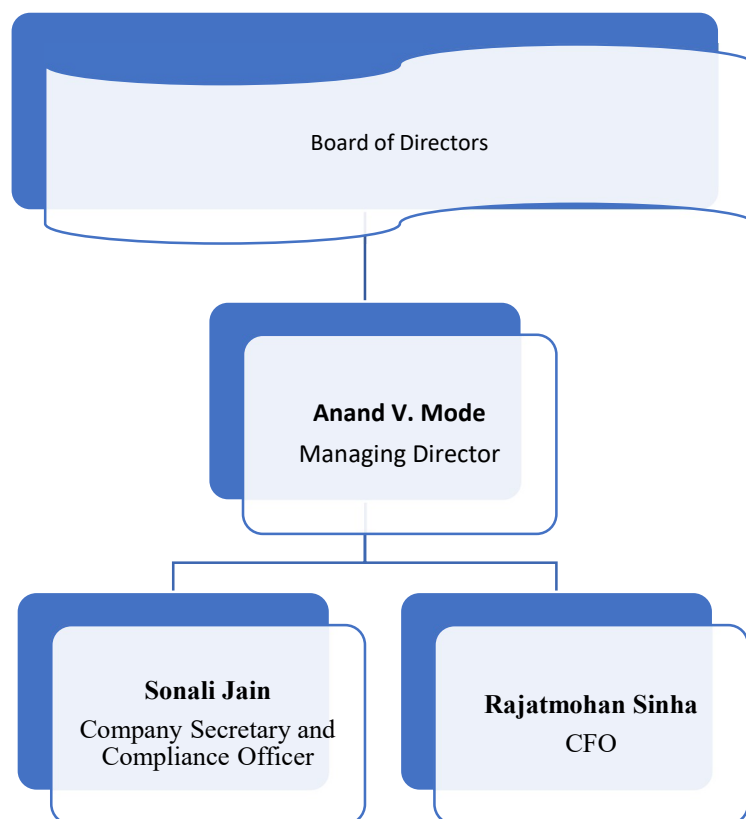 Board of Directors
Anand V. Mode
Managing Director
Sonali Jain
Company Secretary and
Compliance Officer
Rajatmohan Sinha
CFO